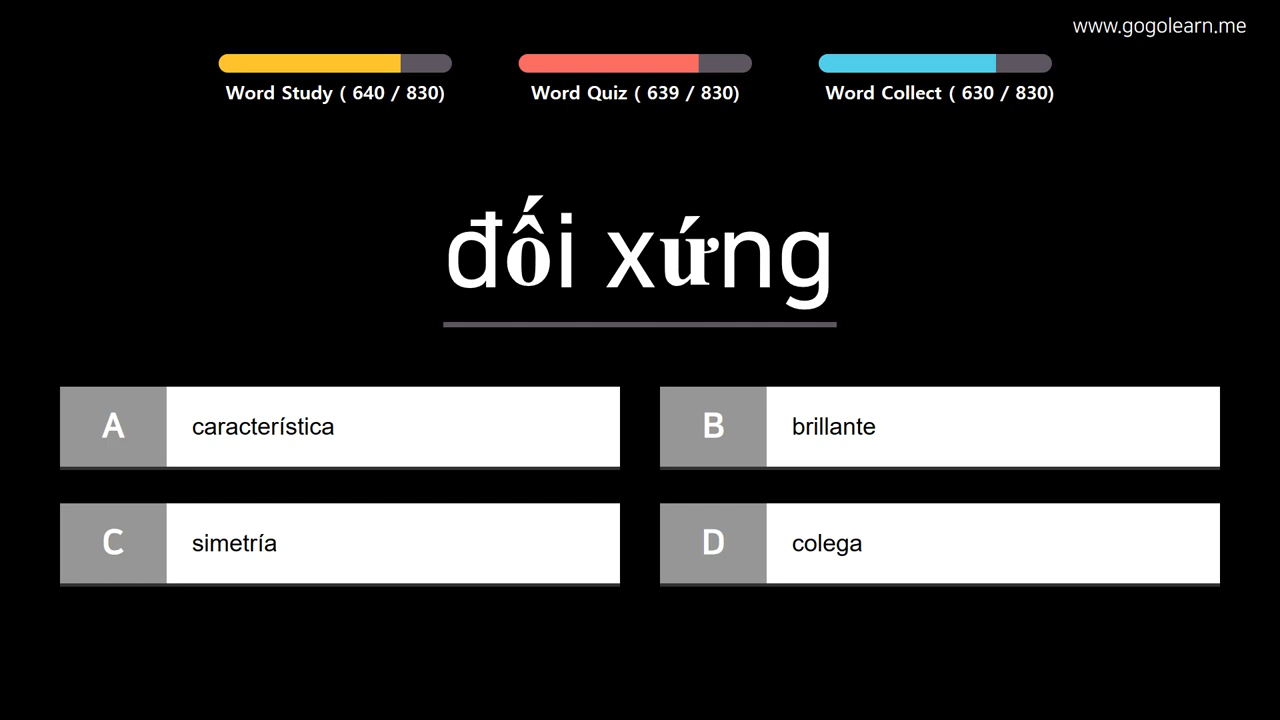 www.gogolearn.me
Word Study ( 640 / 830)
Word Quiz ( 639 / 830)
Word Collect ( 630 / 830)
đối xứng
A característica
B brillante
C simetría
D colega